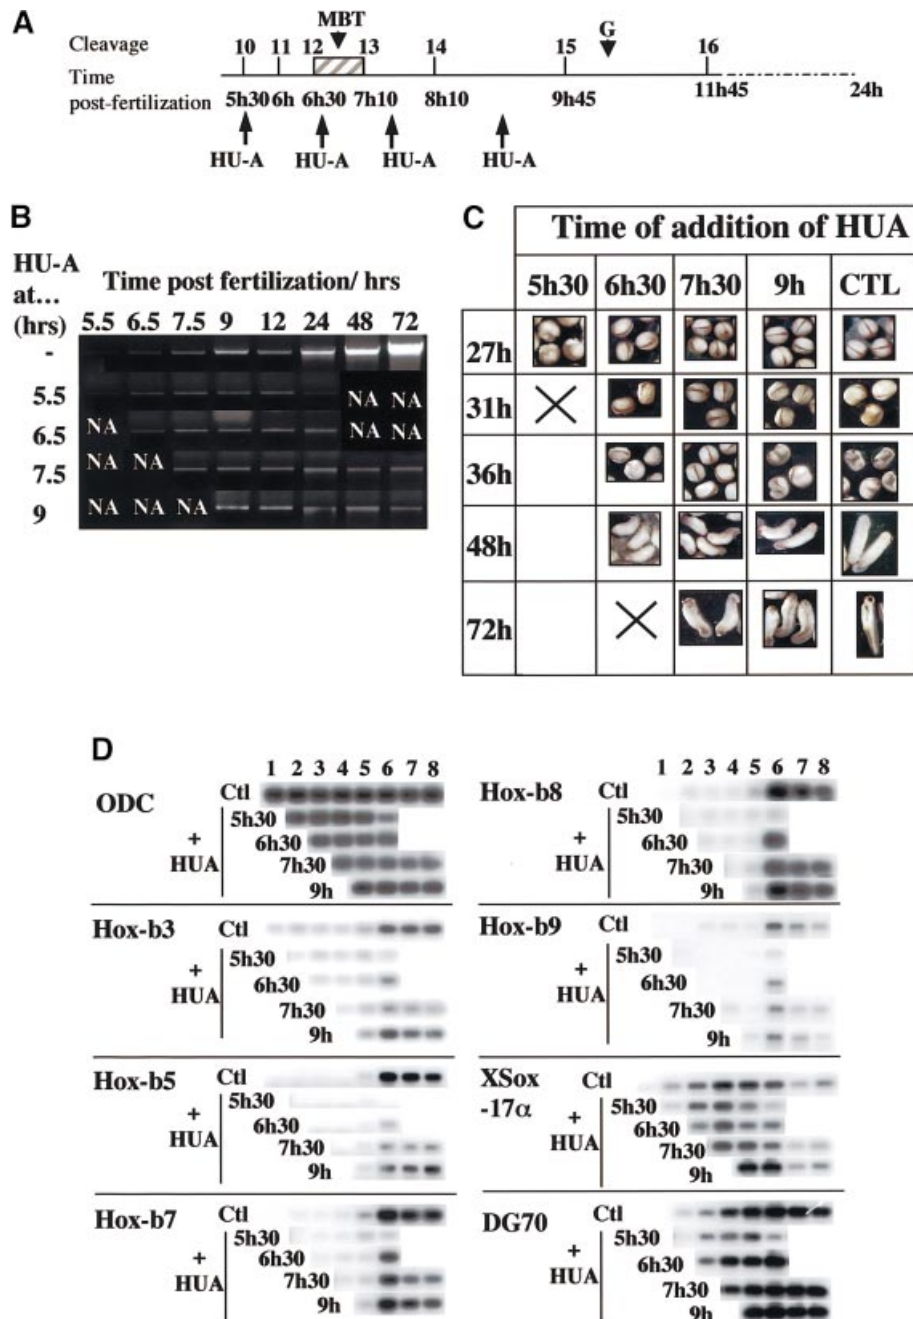 A
MBT
G
Cleavage 10 11 12 13 14 15 16
Time
post-fertilization 5h30 6h 6h30 7h10 8h10 9h45 11h45 24h
HU-A HU-A HU-A HU-A
B
HU-A
at...
(hrs)
Time post fertilization/ hrs
5.5 6.5 7.5 9 12 24 48 72
-
5.5 NA NA
6.5 NA NA NA
7.5 NA NA
9 NA NA NA
C
Time of addition of HUA
5h30 6h30 7h30 9h CTL
27h
31h
36h
48h
72h
D
1 2 3 4 5 6 7 8
ODC Ctl
+
HUA
5h30
6h30
7h30
9h
Hox-b3 Ctl
+
HUA
5h30
6h30
7h30
9h
Hox-b5 Ctl
+
HUA
5h30
6h30
7h30
9h
Hox-b7 Ctl
+
HUA
5h30
6h30
7h30
9h
1 2 3 4 5 6 7 8
Hox-b8 Ctl
+
HUA
5h30
6h30
7h30
9h
Hox-b9 Ctl
+
HUA
5h30
6h30
7h30
9h
XSox
-17α
Ctl
+
HUA
5h30
6h30
7h30
9h
DG70 Ctl
+
HUA
5h30
6h30
7h30
9h